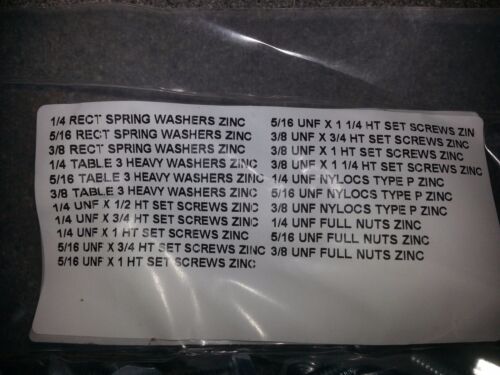 1/4 RECT SPRING WASHERS ZINC
5/16 RECT SPRING WASHERS ZINC
3/8 RECT SPRING WASHERS ZINC
1/4 TABLE 3 HEAVY WASHERS ZINC
5/16 TABLE 3 HEAVY WASHERS ZINC
3/8 TABLE 3 HEAVY WASHERS ZINC
1/4 UNF X 1/2 HT SET SCREWS ZINC
1/4 UNF X 3/4 HT SET SCREWS ZINC
1/4 UNF X 1 HT SET SCREWS ZINC
5/16 UNF X 3/4 HT SET SCREWS ZINC
5/16 UNF X 1 HT SET SCREWS ZINC
5/16 UNF X 1 1/4 HT SET SCREWS ZIN
3/8 UNF X 3/4 HT SET SCREWS ZINC
3/8 UNF X 1 HT SET SCREWS ZINC
3/8 UNF X 1 1/4 HT SET SCREWS ZINC
1/4 UNF NYLOCS TYPE P ZINC
5/16 UNF NYLOCS TYPE P ZINC
3/8 UNF NYLOCS TYPE P ZINC
1/4 UNF FULL NUTS ZINC
5/16 UNF FULL NUTS ZINC
3/8 UNF FULL NUTS ZINC